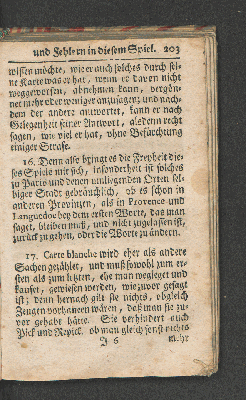 und Fehlern in diesem Spiel. 203
wissen möchte, wie er auch solches durch sei-
ne Karte was er hat, wenn er davon nicht
weggeworfen, abnehmen kann, vergön-
net mehr oder weniger anzusagen; und nach-
dem der andere antwortet, kann er nach
Gelegenheit seiner Antwort, alsdenn recht
sagen, wie viel er hat, ohne Befürchtung
einiger Strafe.
16. Denn also bringt es die Freyheit die-
ses Spiels mit sich, insonderheit ist solches
zu Paris und denen umliegenden Orten sel-
biger Stadt gebräuchlich, ob es schon in
anderen Provinzen, als in Provence und
Languedoc bey dem ersten Worte, das man
saget, bleiben muß, und nicht zugelassen ist,
zurück zu gehen, oder die Worte zu ändern.
17. Carte blanche wird eher als andere
Sachen gezählet, und muß sowohl zum er-
sten als zum letzten, ehe man wegleget und
kaufet, gewiesen werden, wie zuvor gesagt
ist; denn hernach gilt sie nichts, obgleich
Zeugen vorhanden wären, daß man sie zu-
vor gehabt hätte. Sie verhindert auch
Pick und Repick, ob man gleich sonst nichts
J 6 mehr